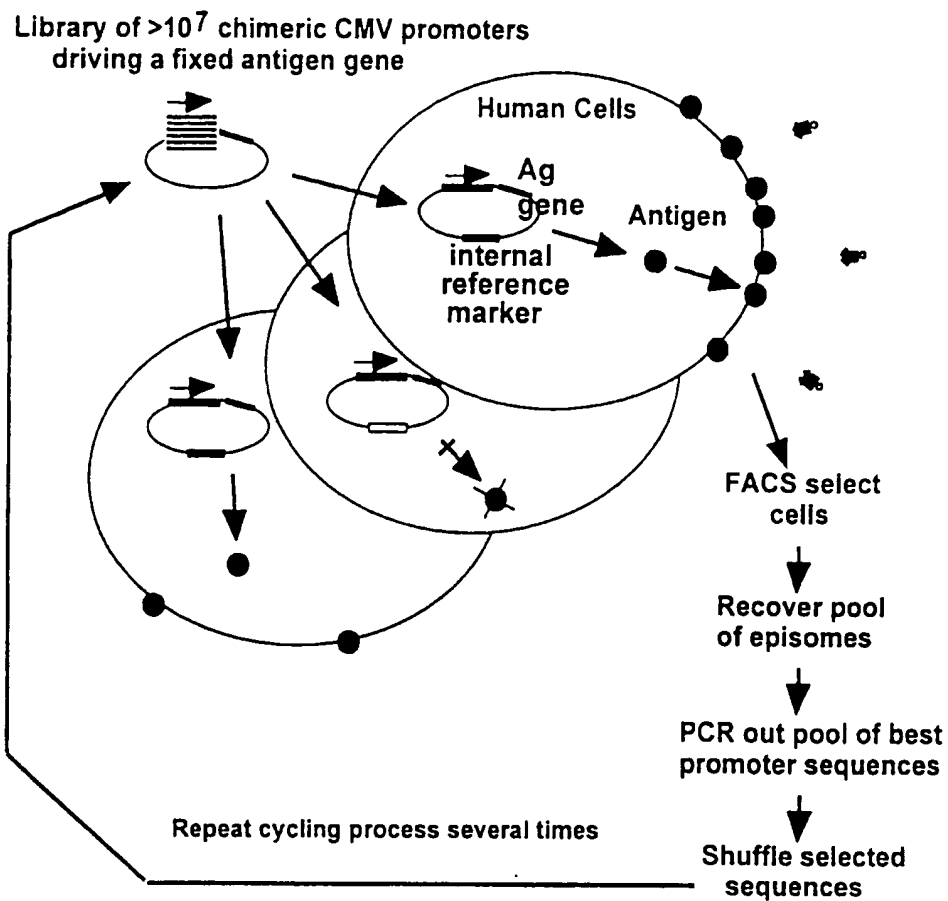 Library of >10⁷ chimeric CMV promoters
driving a fixed antigen gene
Human Cells
Ag
gene
Antigen
internal
reference
marker
FACS select
cells
Recover pool
of episomes
PCR out pool of best
promoter sequences
Repeat cycling process several times
Shuffle selected
sequences